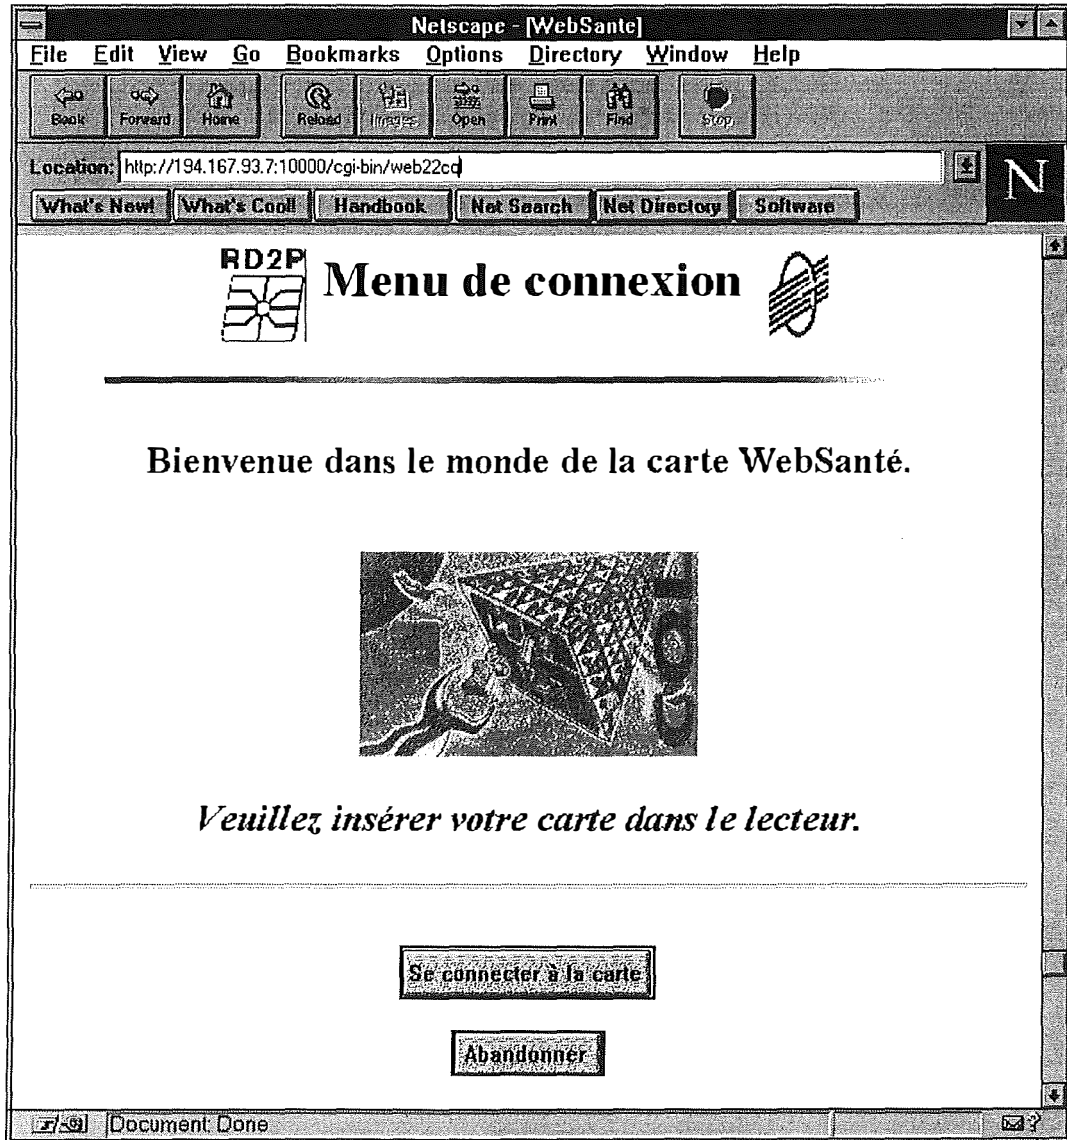 Netscape - [WebSante]
File Edit View Go Bookmarks Options Directory Window Help
Back Forward Home Reload Images Open Print Find Stop
Location: http://194.167.93.7:10000/cgi-bin/web22cq
N
What's New! What's Cool! Handbook Net Search Net Directory Software
RD2P
Menu de connexion
Bienvenue dans le monde de la carte WebSanté.
Veuillez insérer votre carte dans le lecteur.
Se connecter à la carte
Abandonner
Document: Done